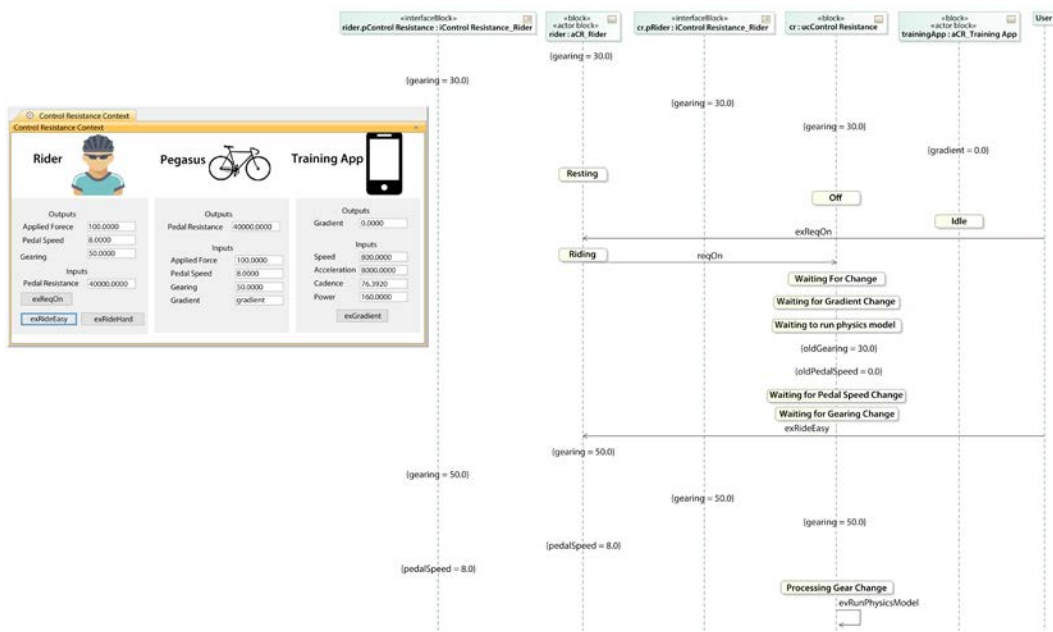 «interfaceBlock»
rider.pControl Resistance : iControl Resistance_Rider
«block»
«actor block»
rider : aCR_Rider
«interfaceBlock»
cr.pRider : iControl Resistance_Rider
«block»
cr : ucControl Resistance
«block»
«actor block»
trainingApp : aCR_Training App
User
{gearing = 30.0}
{gearing = 30.0}
{gearing = 30.0}
{gearing = 30.0}
{gradient = 0.0}
Resting
Off
Idle
exReqOn
Riding
reqOn
Waiting For Change
Waiting for Gradient Change
Waiting to run physics model
{oldGearing = 30.0}
{oldPedalSpeed = 0.0}
Waiting for Pedal Speed Change
Waiting for Gearing Change
exRideEasy
{gearing = 50.0}
{gearing = 50.0}
{gearing = 50.0}
{gearing = 50.0}
{pedalSpeed = 8.0}
{pedalSpeed = 8.0}
Processing Gear Change
evRunPhysicsModel
Control Resistance Context
Control Resistance Context
Rider
Pegasus
Training App
Outputs
Applied Forece 100.0000
Pedal Speed 8.0000
Gearing 50.0000
Inputs
Pedal Resistance 40000.0000
exReqOn
exRideEasy exRideHard
Outputs
Pedal Resistance 40000.0000
Inputs
Applied Force 100.0000
Pedal Speed 8.0000
Gearing 50.0000
Gradient gradient
Outputs
Gradient 0.0000
Inputs
Speed 800.0000
Acceleration 8000.0000
Cadence 76.3920
Power 160.0000
exGradient